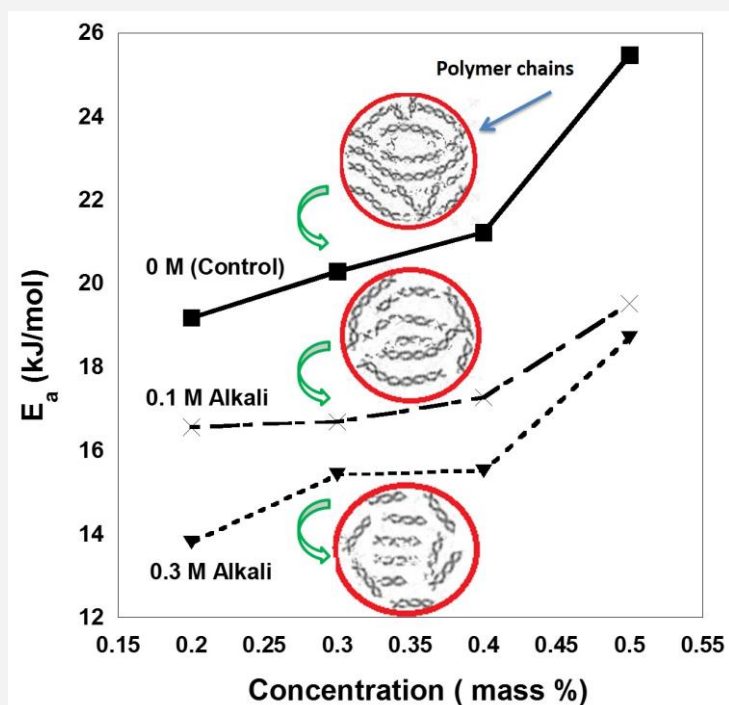 26
24
22
20
18
16
14
12
E_a (kJ/mol)
Polymer chains
0 M (Control)
0.1 M Alkali
0.3 M Alkali
0.15 0.2 0.25 0.3 0.35 0.4 0.45 0.5 0.55
Concentration ( mass %)